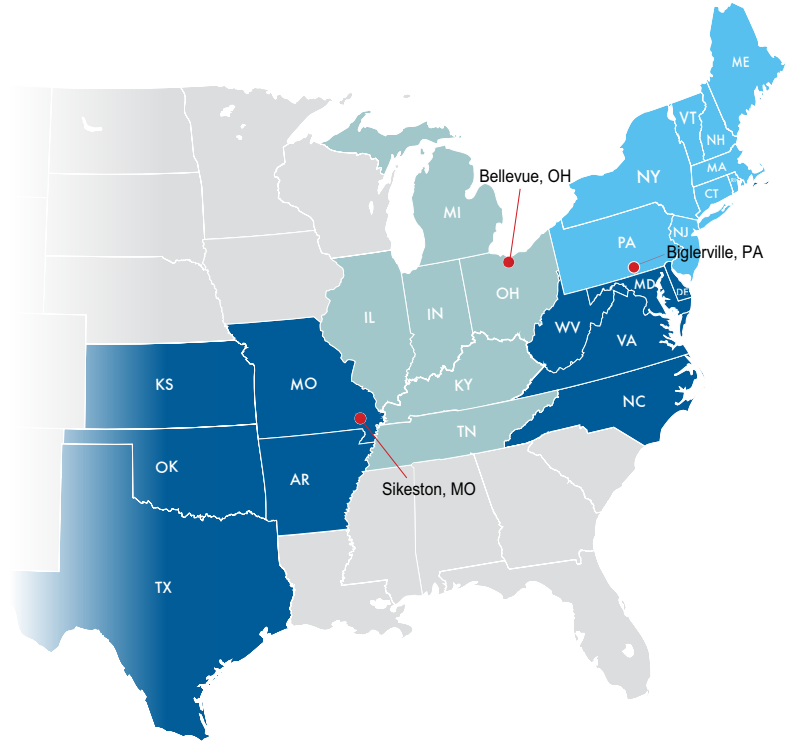 ME
VT
NH
Bellevue, OH
MA
NY
CT
MI
NJ
PA
Biglerville, PA
MD
OH
DE
IN
IL
WV
VA
KS
MO
KY
NC
TN
OK
AR
Sikeston, MO
TX